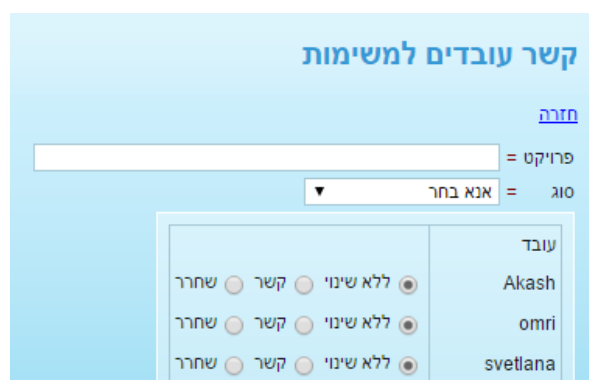 קשר עובדים למשימות
חזרה
פרויקט =
סוג = אנא בחר ▼
עובד
Akash ללא שינוי קשר שחרר
omri ללא שינוי קשר שחרר
svetlana ללא שינוי קשר שחרר